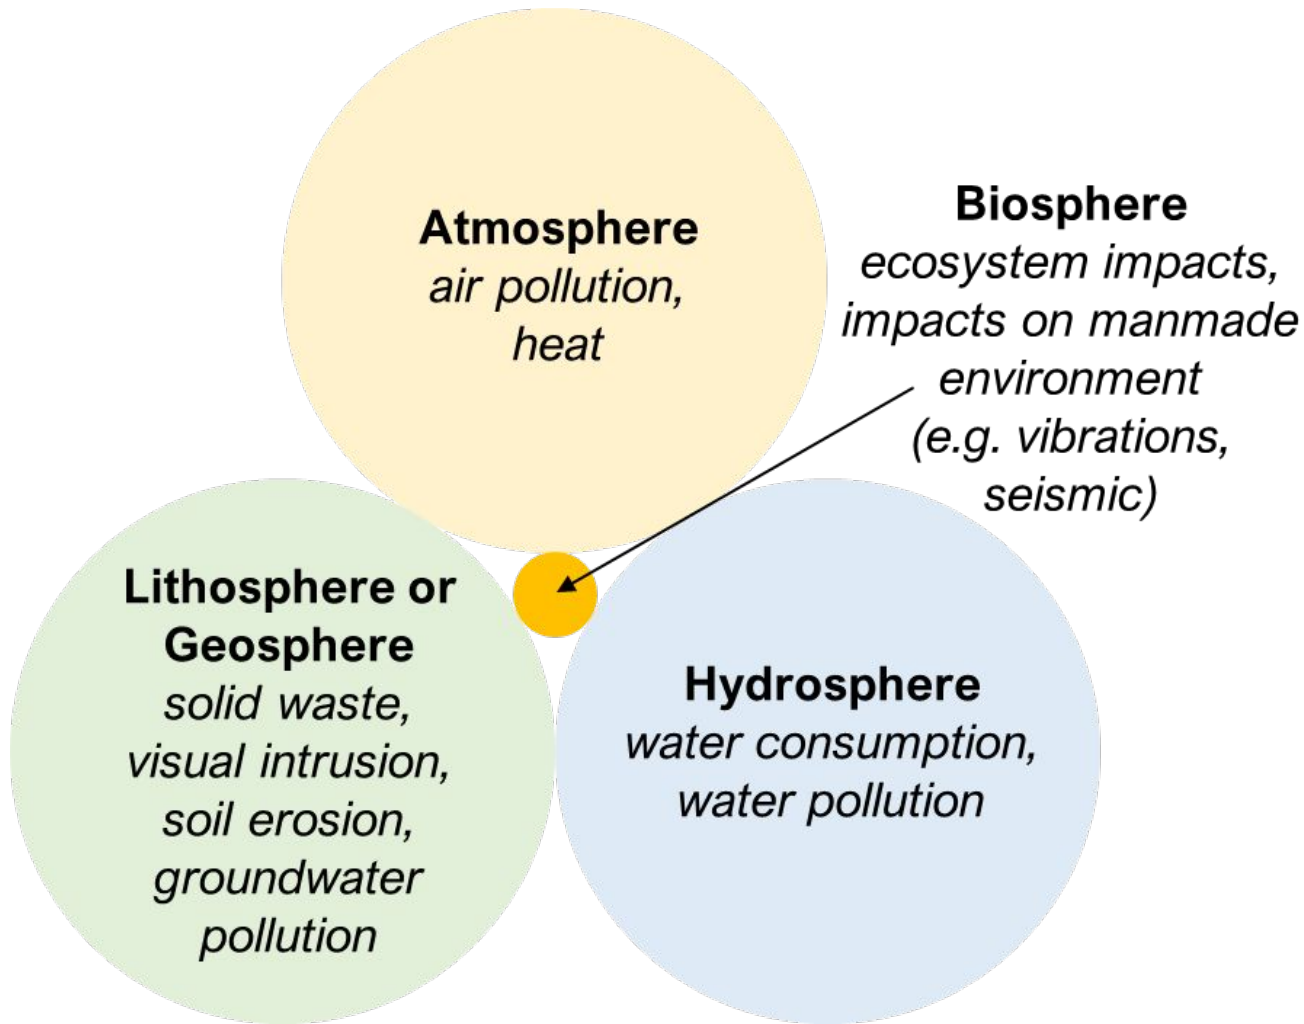 Atmosphere
air pollution,
heat
Biosphere
ecosystem impacts,
impacts on manmade
environment
(e.g. vibrations,
seismic)
Lithosphere or
Geosphere
solid waste,
visual intrusion,
soil erosion,
groundwater
pollution
Hydrosphere
water consumption,
water pollution